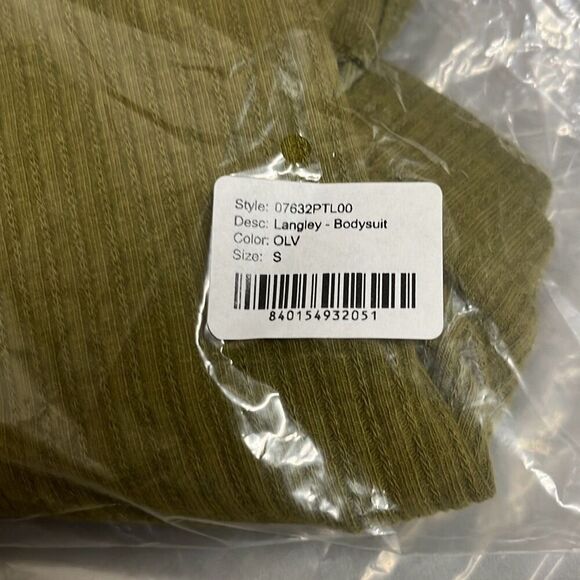 Style: 07632PTL00
Desc: Langley - Bodysuit
Color: OLV
Size: S
840154932051